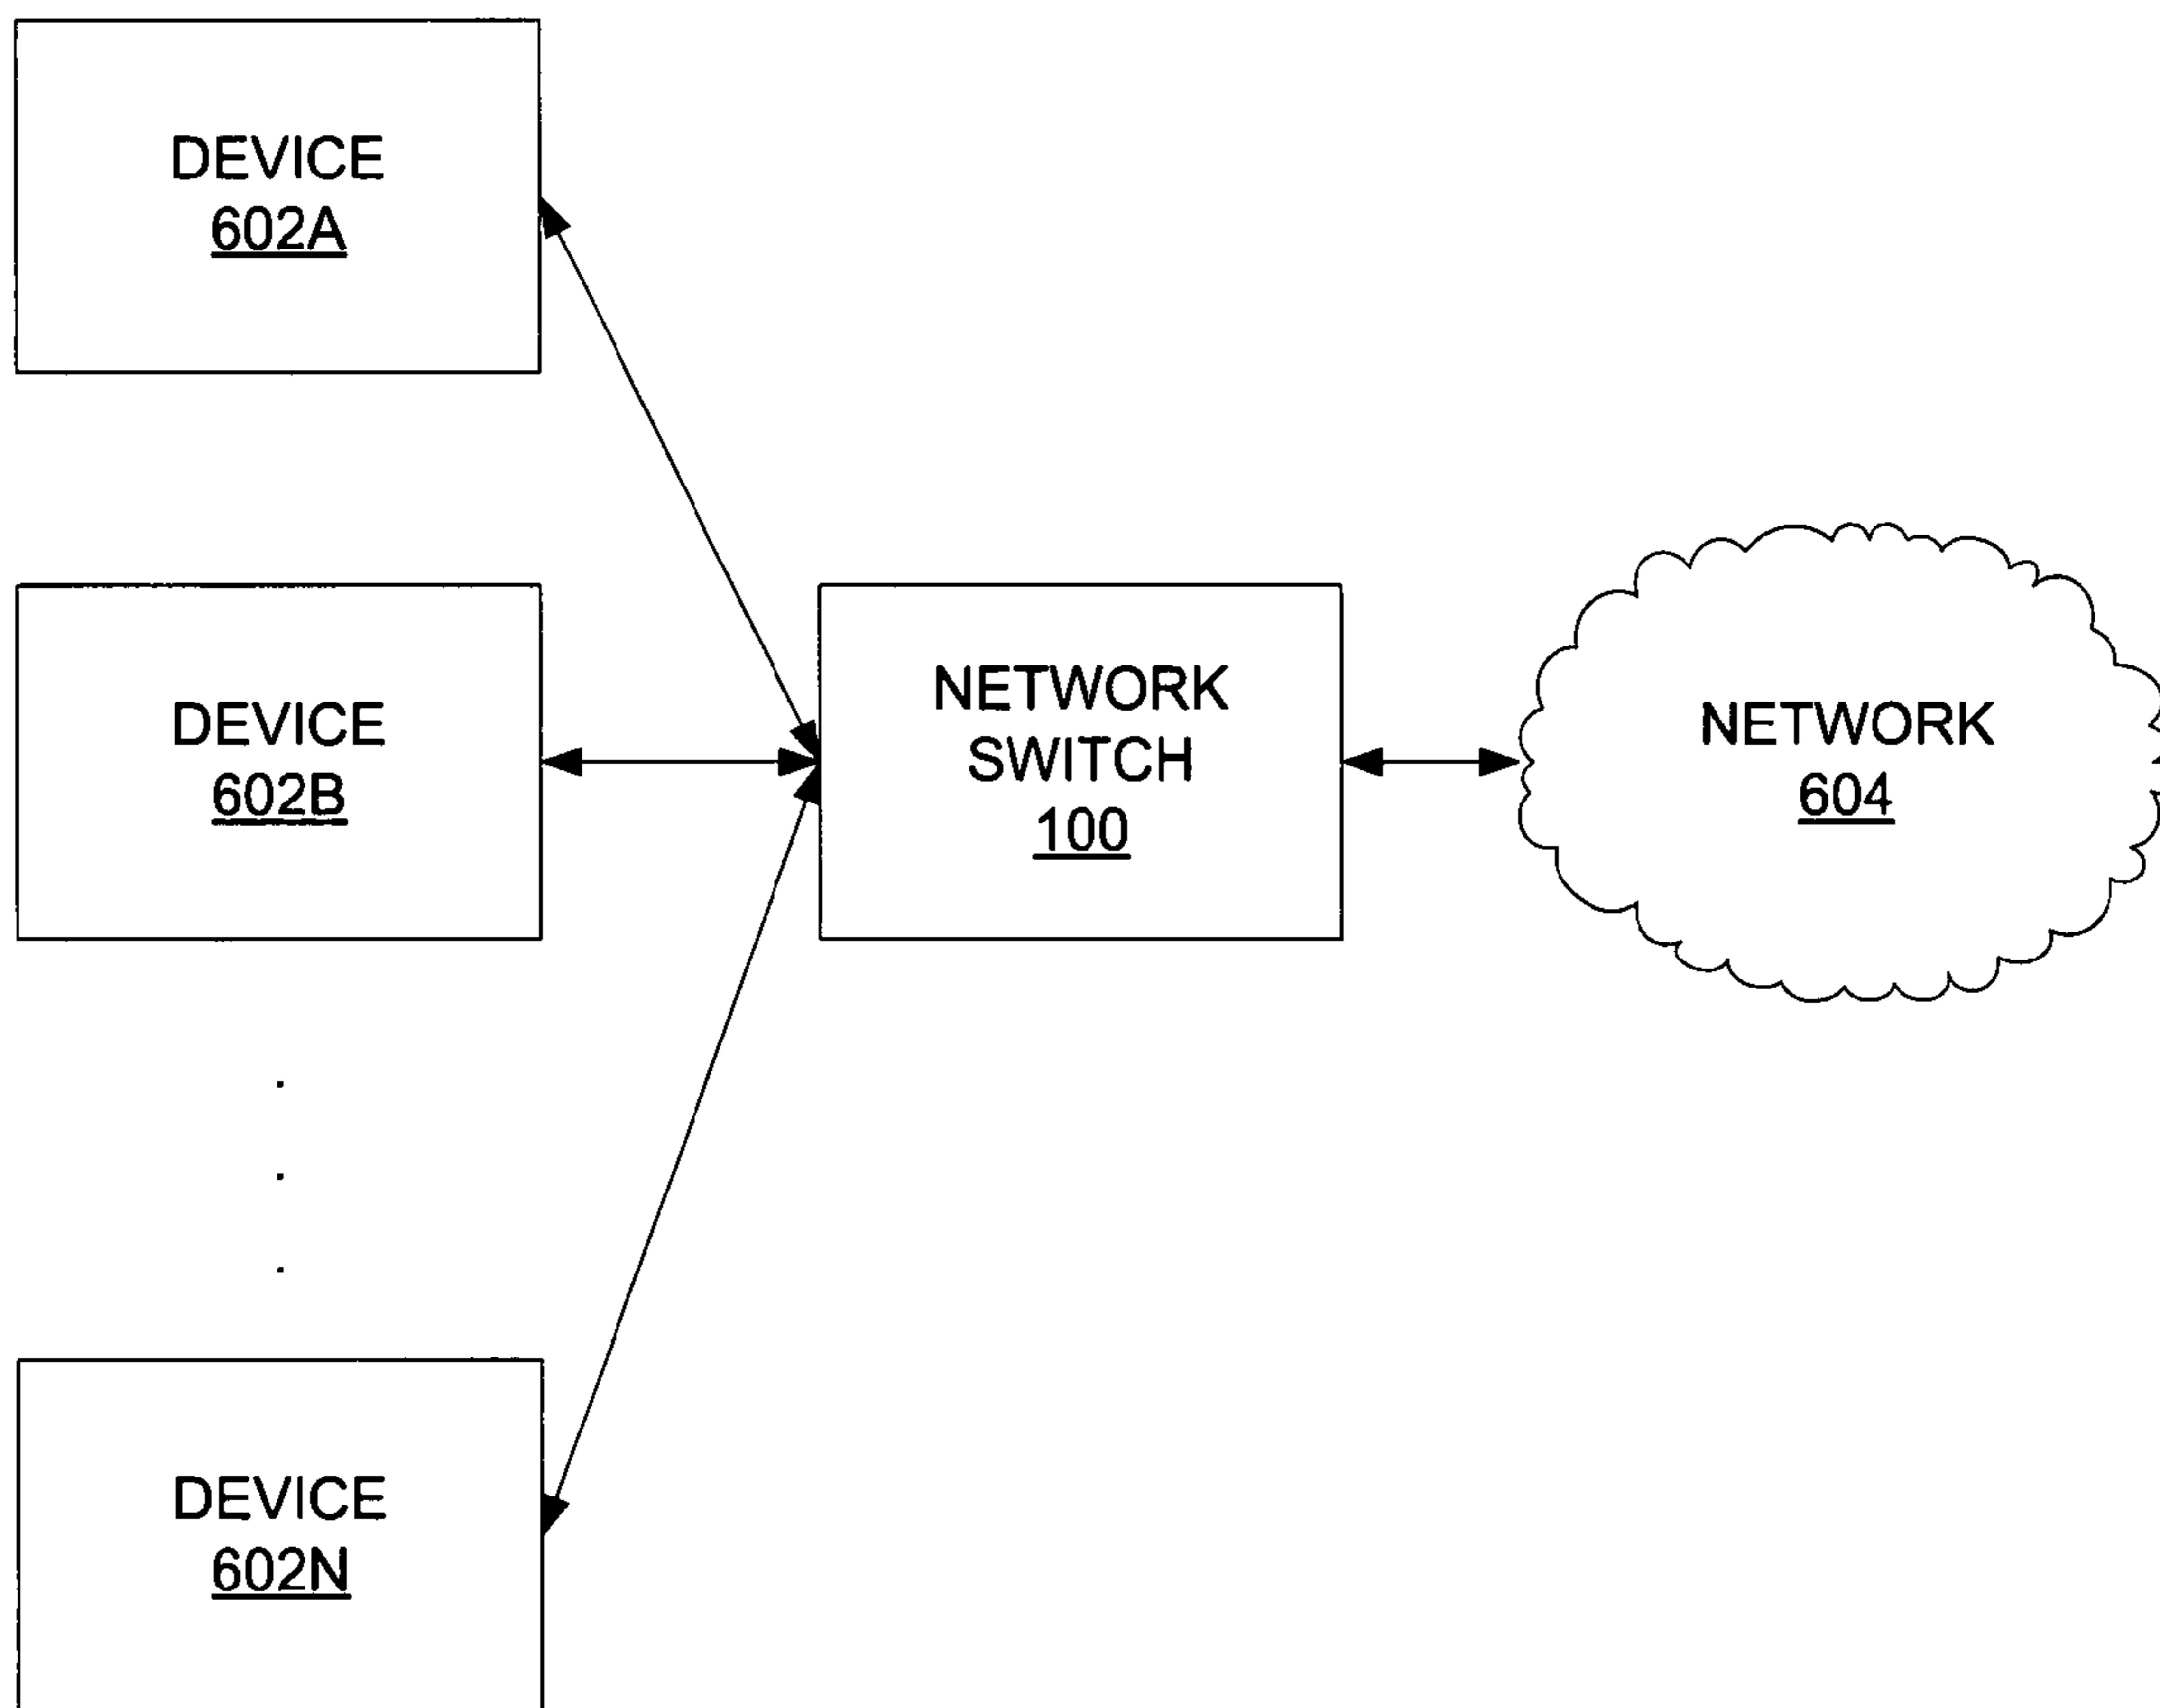 DEVICE
602A
DEVICE
602B
NETWORK
SWITCH
100
NETWORK
604
DEVICE
602N